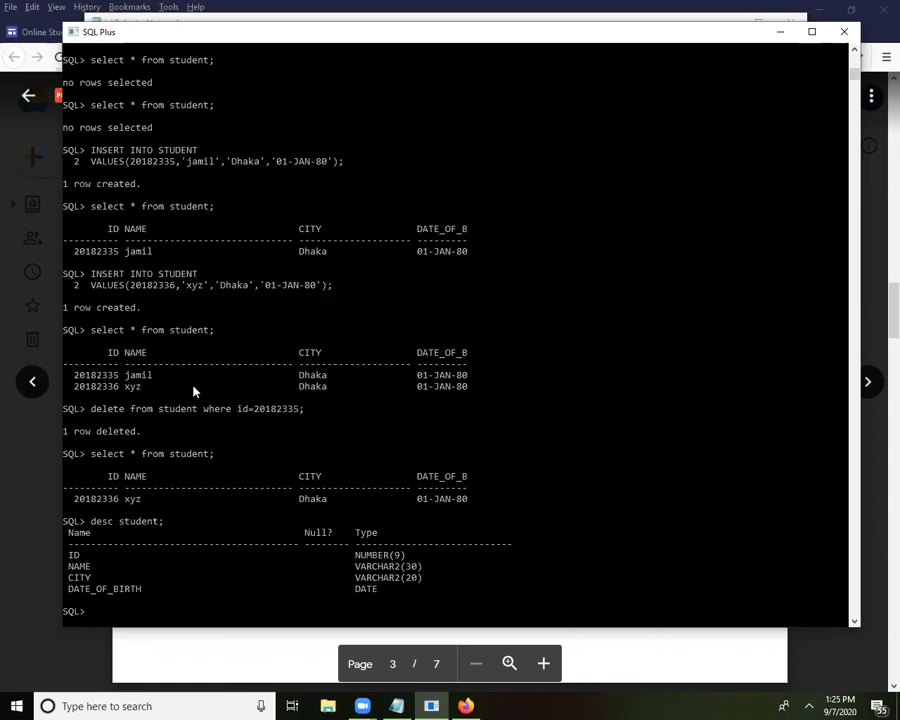 File Edit View History Bookmarks Tools Help
Online Stu
SQL Plus
SQL> select * from student;
no rows selected
SQL> select * from student;
no rows selected
SQL> INSERT INTO STUDENT
2 VALUES(20182335,'jamil','Dhaka','01-JAN-80');
1 row created.
SQL> select * from student;
ID NAME CITY DATE_OF_B
---------- ------------------------------ -------------------- ---------
20182335 jamil Dhaka 01-JAN-80
SQL> INSERT INTO STUDENT
2 VALUES(20182336,'xyz','Dhaka','01-JAN-80');
1 row created.
SQL> select * from student;
ID NAME CITY DATE_OF_B
---------- ------------------------------ -------------------- ---------
20182335 jamil Dhaka 01-JAN-80
20182336 xyz Dhaka 01-JAN-80
SQL> delete from student where id=20182335;
1 row deleted.
SQL> select * from student;
ID NAME CITY DATE_OF_B
---------- ------------------------------ -------------------- ---------
20182336 xyz Dhaka 01-JAN-80
SQL> desc student;
Name Null? Type
----------------------------------------- -------- ----------------------------
ID NUMBER(9)
NAME VARCHAR2(30)
CITY VARCHAR2(20)
DATE_OF_BIRTH DATE
SQL>
Page 3 / 7
Type here to search
1:25 PM
9/7/2020
55